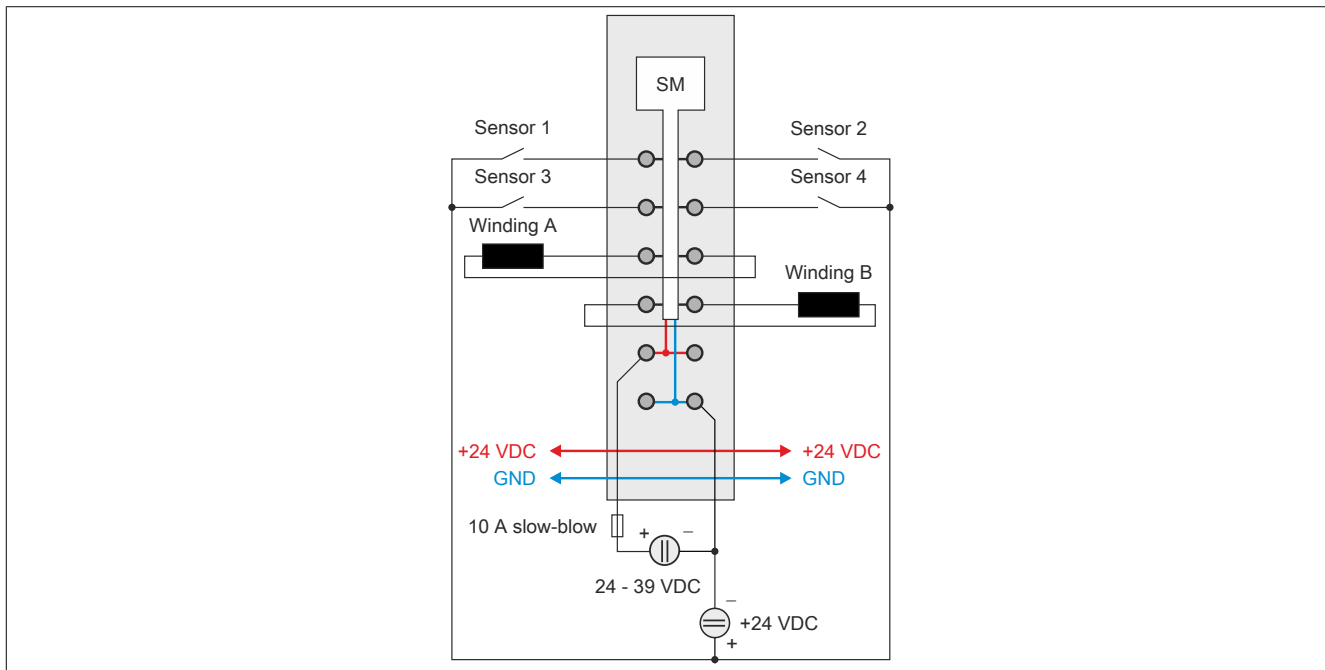 SM
Sensor 1
Sensor 2
Sensor 3
Sensor 4
Winding A
Winding B
+24 VDC
+24 VDC
GND
GND
10 A slow-blow
+
–
24 - 39 VDC
–
+24 VDC
+